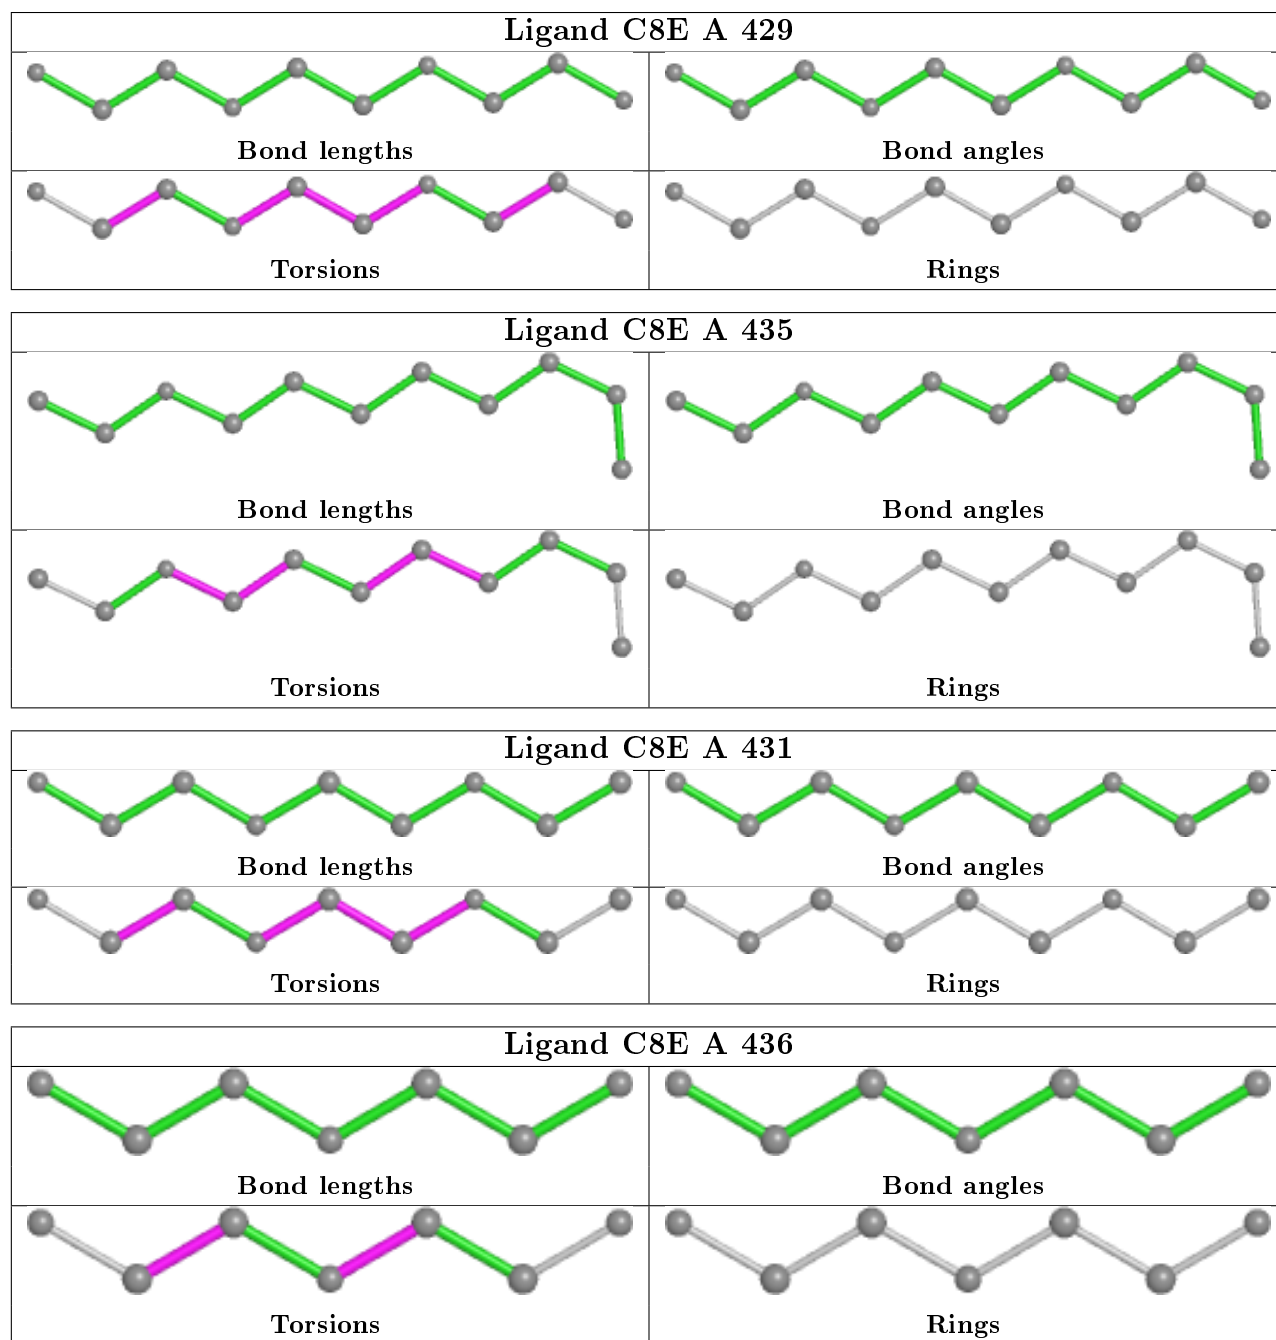 Ligand C8E A 429
Bond lengths
Bond angles
Torsions
Rings
Ligand C8E A 435
Bond lengths
Bond angles
Torsions
Rings
Ligand C8E A 431
Bond lengths
Bond angles
Torsions
Rings
Ligand C8E A 436
Bond lengths
Bond angles
Torsions
Rings